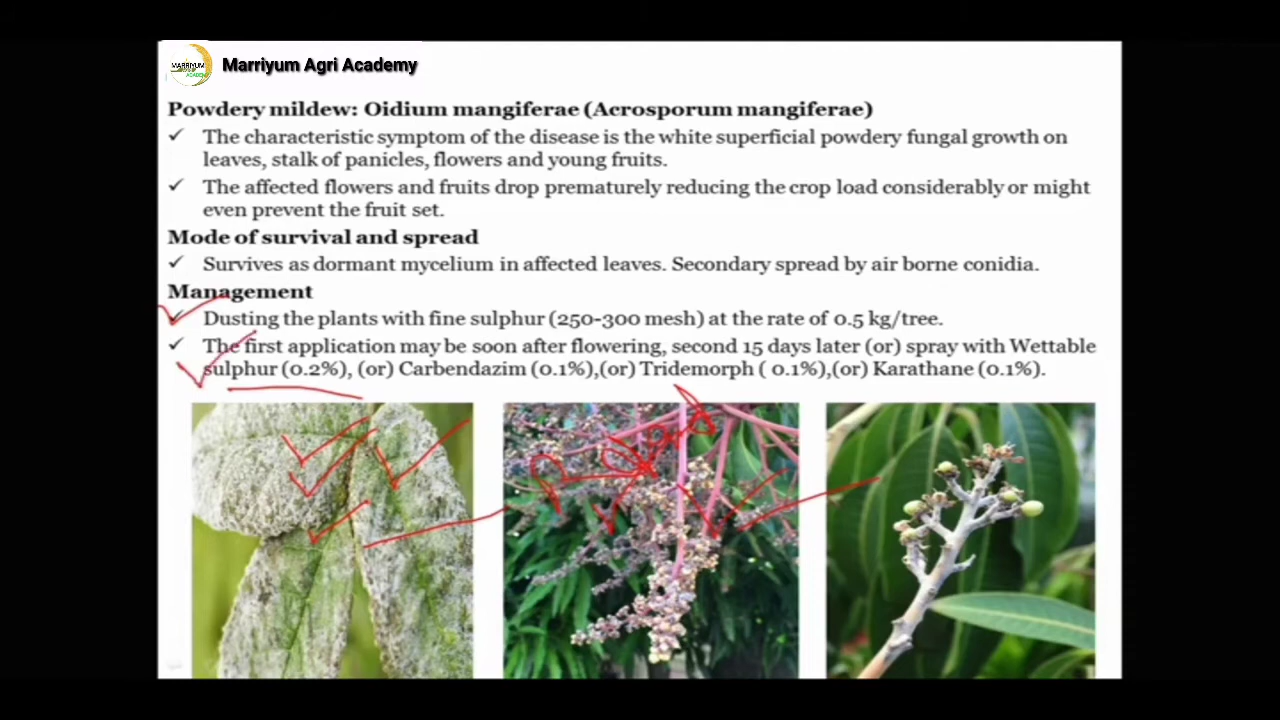 MARRIYUM
ACADEMY
Marriyum Agri Academy
Powdery mildew: Oidium mangiferae (Acrosporum mangiferae)
✓ The characteristic symptom of the disease is the white superficial powdery fungal growth on
leaves, stalk of panicles, flowers and young fruits.
✓ The affected flowers and fruits drop prematurely reducing the crop load considerably or might
even prevent the fruit set.
Mode of survival and spread
✓ Survives as dormant mycelium in affected leaves. Secondary spread by air borne conidia.
Management
✓ Dusting the plants with fine sulphur (250-300 mesh) at the rate of 0.5 kg/tree.
✓ The first application may be soon after flowering, second 15 days later (or) spray with Wettable
sulphur (0.2%), (or) Carbendazim (0.1%),(or) Tridemorph ( 0.1%),(or) Karathane (0.1%).